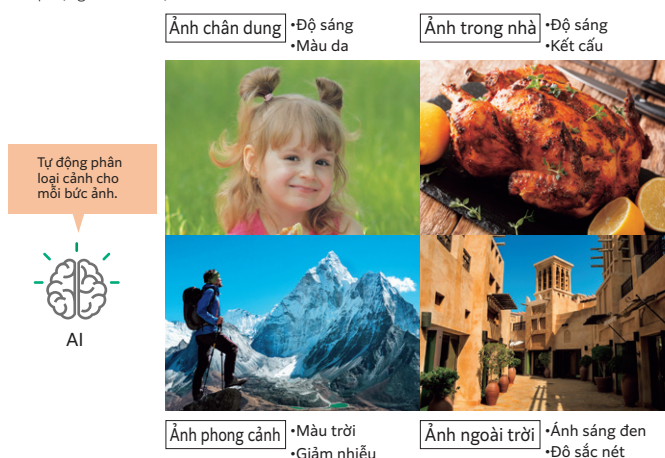 Ảnh chân dung
•Độ sáng
•Màu da
Ảnh trong nhà
•Độ sáng
•Kết cấu
Tự động phân
loại cảnh cho
mỗi bức ảnh.
AI
Ảnh phong cảnh
•Màu trời
•Giảm nhiễu
Ảnh ngoài trời
•Ánh sáng đen
•Độ sắc nét